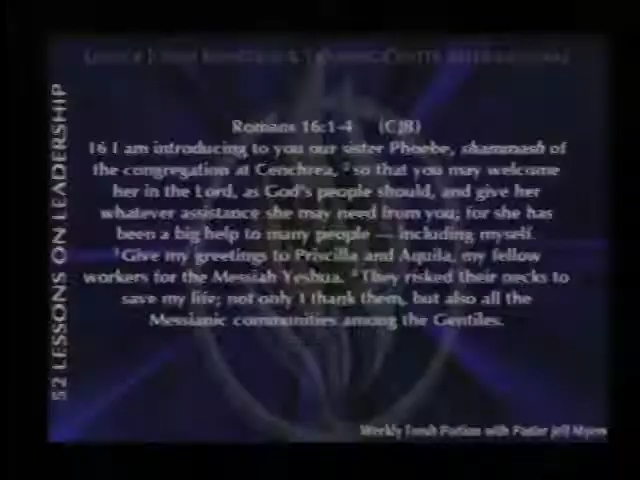 Romans 16:1-4 (CJB)
16 I am introducing to you our sister Phoebe, shammash of
the congregation at Cenchrea, ² so that you may welcome
her in the Lord, as God's people should, and give her
whatever assistance she may need from you; for she has
been a big help to many people — including myself.
³ Give my greetings to Priscilla and Aquila, my fellow
workers for the Messiah Yeshua. ⁴ They risked their necks to
save my life; not only I thank them, but also all the
Messianic communities among the Gentiles.
52 LESSONS ON LEADERSHIP
Weekly Torah Portion with Pastor Jeff Myers